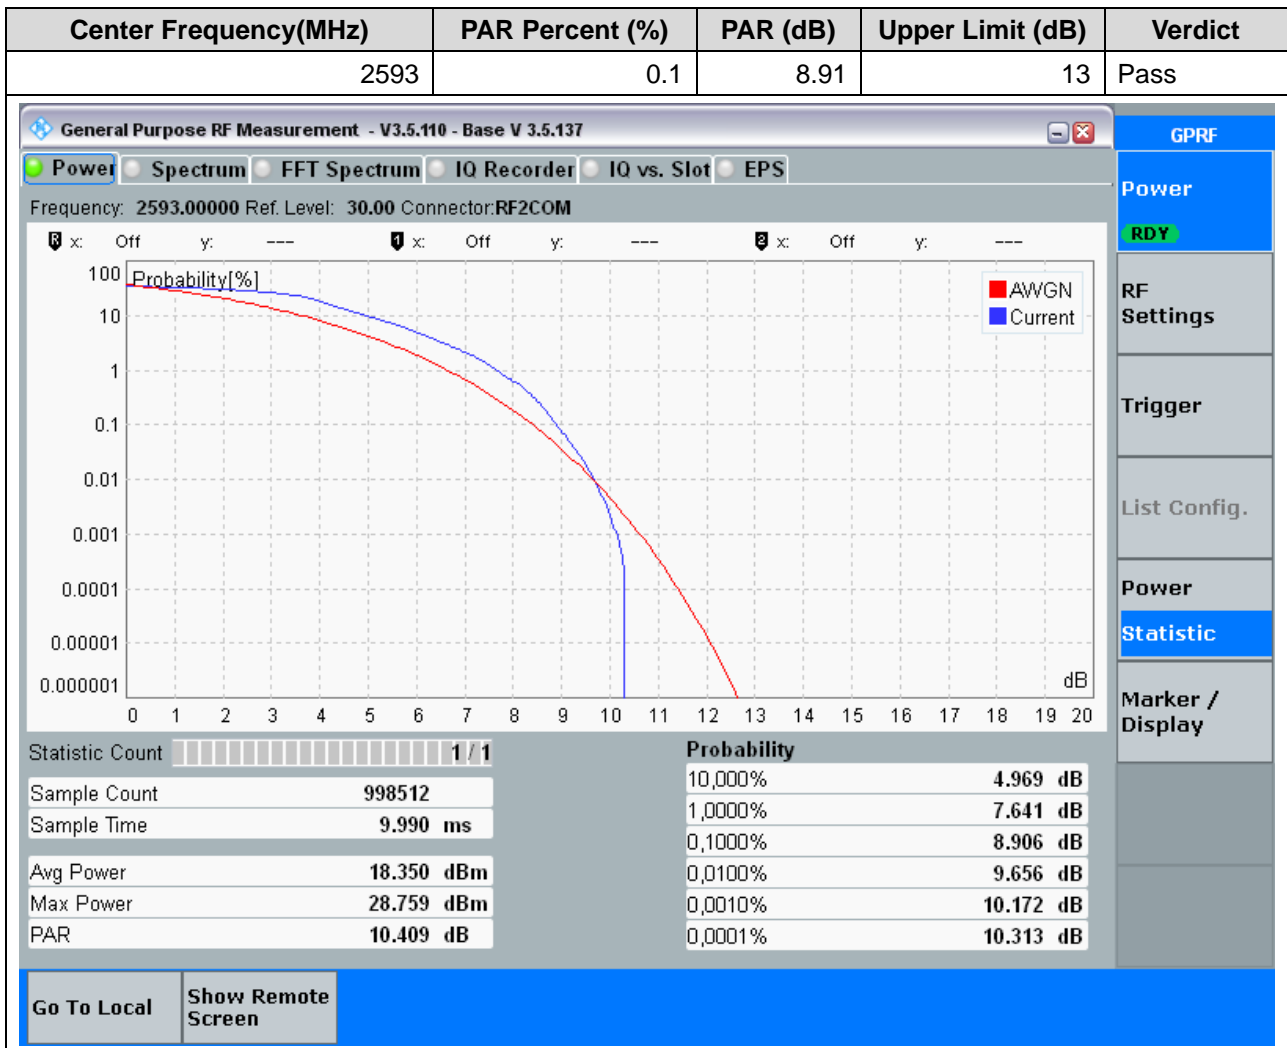 Center Frequency(MHz) PAR Percent (%) PAR (dB) Upper Limit (dB) Verdict
2593 0.1 8.91 13 Pass
General Purpose RF Measurement - V3.5.110 - Base V 3.5.137
GPRF
Power Spectrum FFT Spectrum IQ Recorder IQ vs. Slot EPS
Frequency: 2593.00000 Ref. Level: 30.00 Connector:RF2COM
R x: Off y: --- 1 x: Off y: --- 2 x: Off y: ---
Probability[%]
AWGN
Current
100
10
1
0.1
0.01
0.001
0.0001
0.00001
0.000001
dB
0 1 2 3 4 5 6 7 8 9 10 11 12 13 14 15 16 17 18 19 20
Statistic Count 1 / 1
Sample Count 998512
Sample Time 9.990 ms
Avg Power 18.350 dBm
Max Power 28.759 dBm
PAR 10.409 dB
Probability
10,000% 4.969 dB
1,0000% 7.641 dB
0,1000% 8.906 dB
0,0100% 9.656 dB
0,0010% 10.172 dB
0,0001% 10.313 dB
Power
RDY
RF
Settings
Trigger
List Config.
Power
Statistic
Marker /
Display
Go To Local
Show Remote
Screen